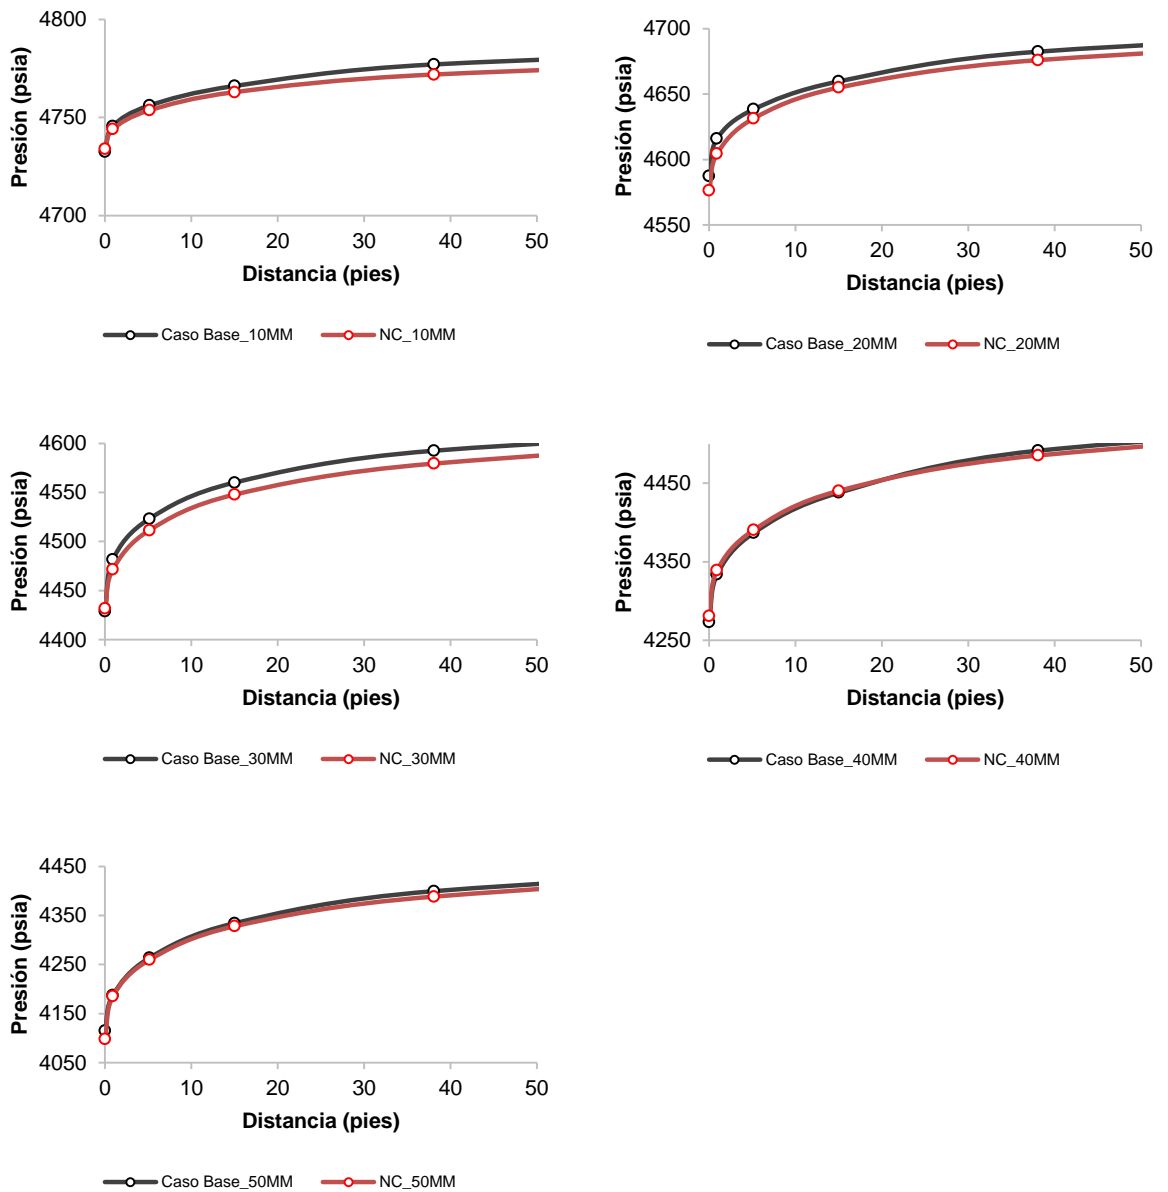 Presión (psia)
4800
4750
4700
0 10 20 30 40 50
Distancia (pies)
Caso Base_10MM NC_10MM
Presión (psia)
4700
4650
4600
4550
0 10 20 30 40 50
Distancia (pies)
Caso Base_20MM NC_20MM
Presión (psia)
4600
4550
4500
4450
4400
0 10 20 30 40 50
Distancia (pies)
Caso Base_30MM NC_30MM
Presión (psia)
4450
4350
4250
0 10 20 30 40 50
Distancia (pies)
Caso Base_40MM NC_40MM
Presión (psia)
4450
4350
4250
4150
4050
0 10 20 30 40 50
Distancia (pies)
Caso Base_50MM NC_50MM